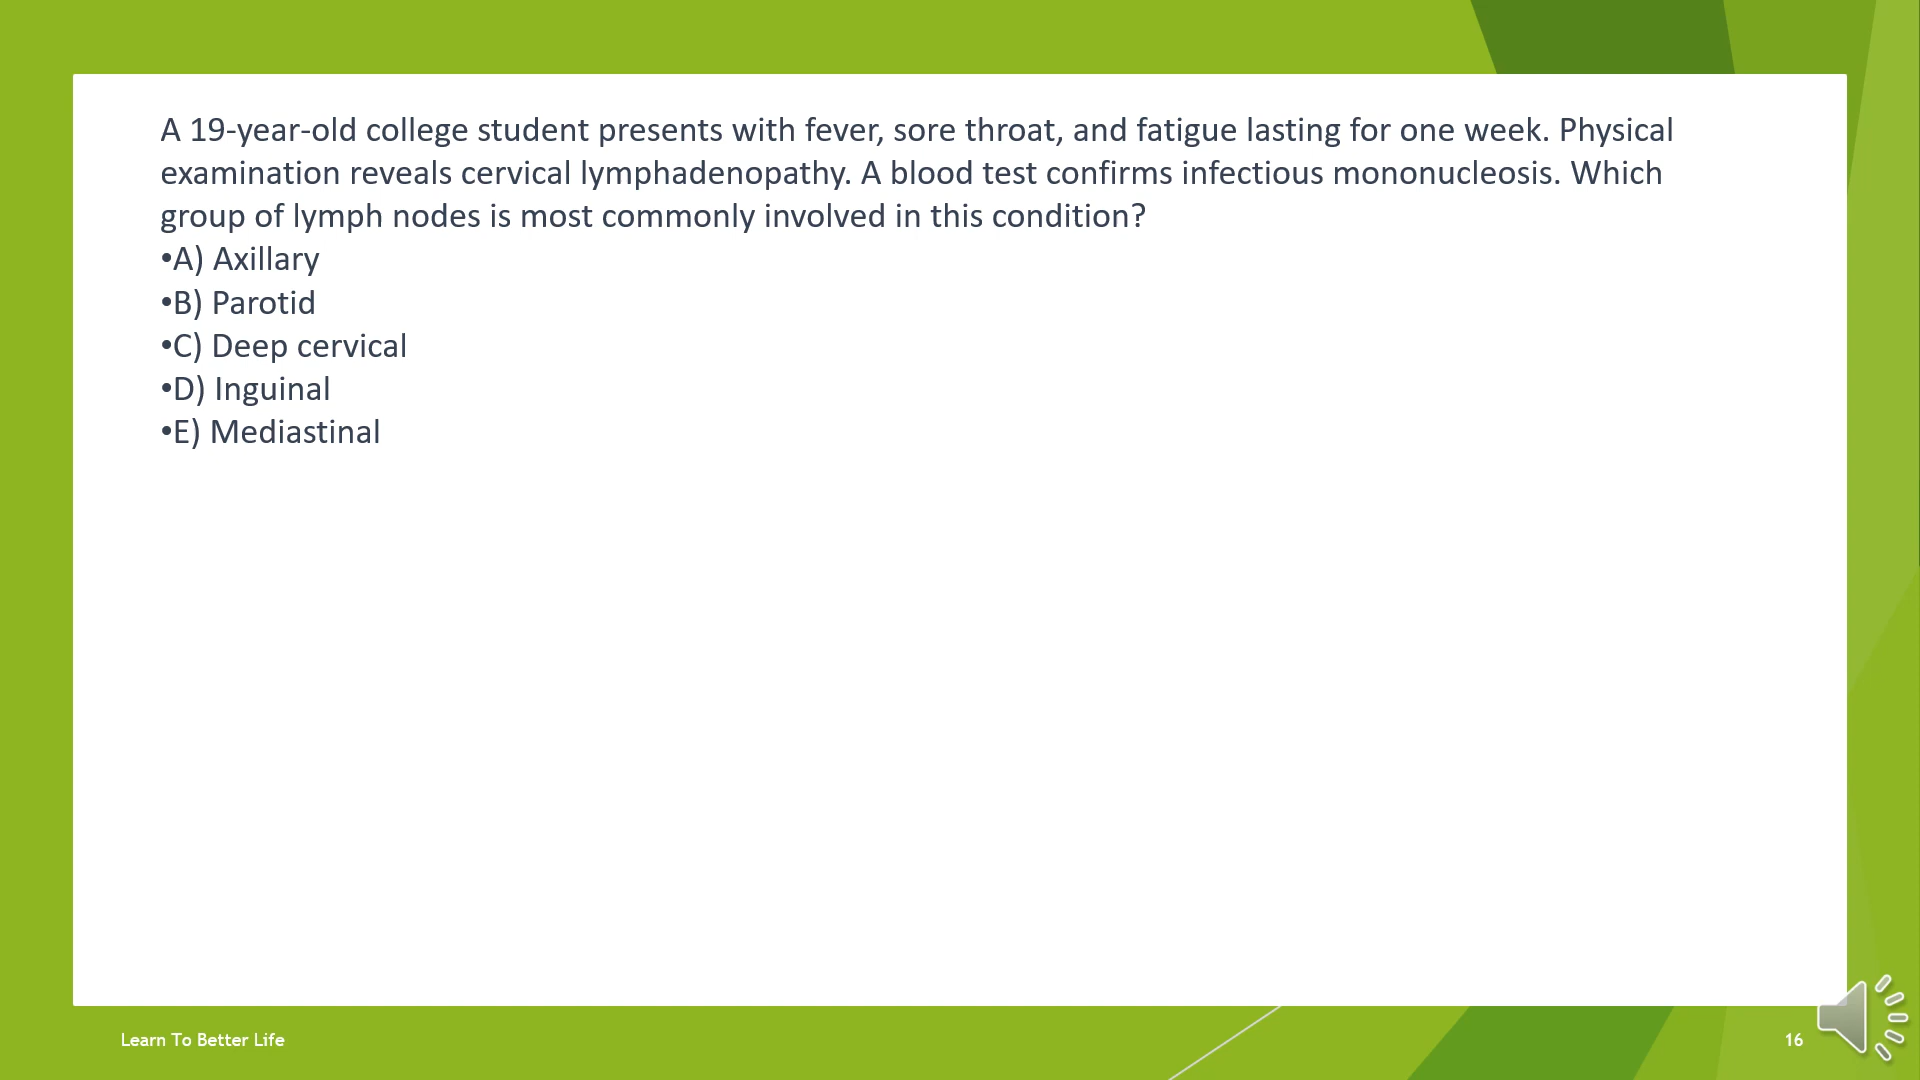 A 19-year-old college student presents with fever, sore throat, and fatigue lasting for one week. Physical
examination reveals cervical lymphadenopathy. A blood test confirms infectious mononucleosis. Which
group of lymph nodes is most commonly involved in this condition?
•A) Axillary
•B) Parotid
•C) Deep cervical
•D) Inguinal
•E) Mediastinal
Learn To Better Life
16